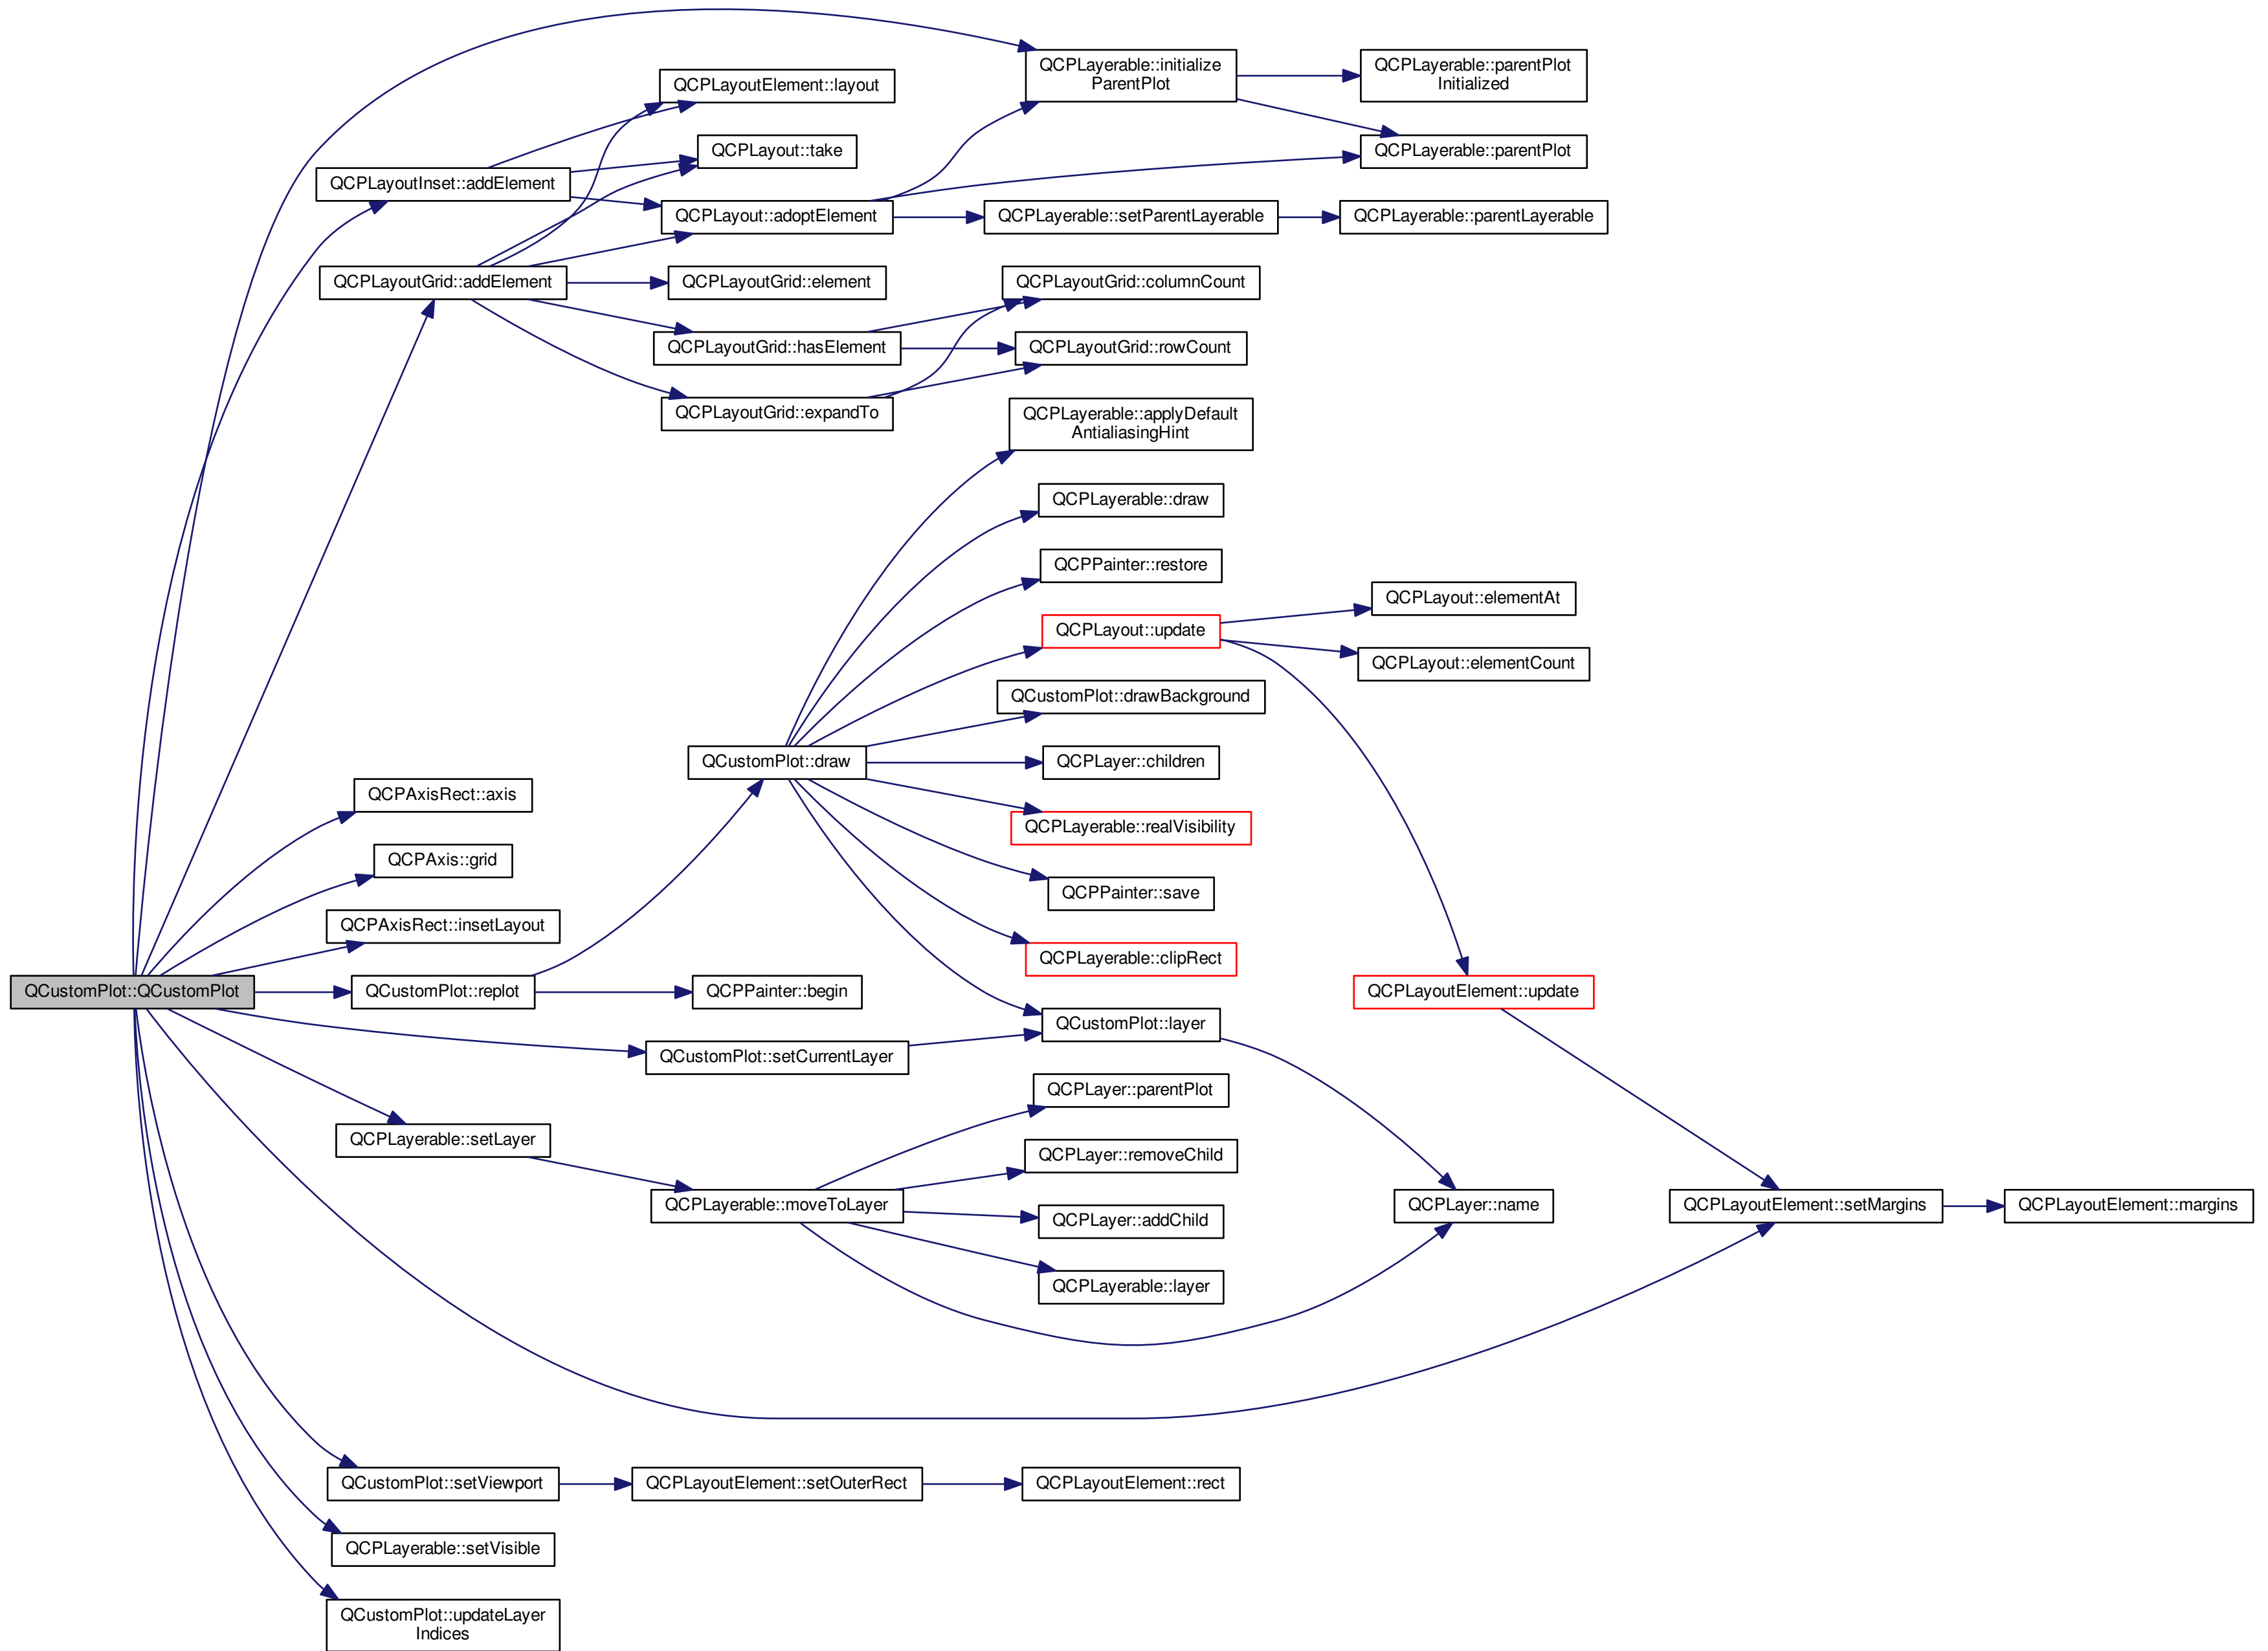 QCPLayerable::initialize
ParentPlot
QCPLayerable::parentPlot
Initialized
QCPLayoutElement::layout
QCPLayout::take
QCPLayerable::parentPlot
QCPLayoutInset::addElement
QCPLayout::adoptElement
QCPLayerable::setParentLayerable
QCPLayerable::parentLayerable
QCPLayoutGrid::addElement
QCPLayoutGrid::element
QCPLayoutGrid::columnCount
QCPLayoutGrid::hasElement
QCPLayoutGrid::rowCount
QCPLayoutGrid::expandTo
QCPLayerable::applyDefault
AntialiasingHint
QCPLayerable::draw
QCPPainter::restore
QCPLayout::elementAt
QCPLayout::update
QCPLayout::elementCount
QCustomPlot::drawBackground
QCustomPlot::draw
QCPLayer::children
QCPAxisRect::axis
QCPLayerable::realVisibility
QCPAxis::grid
QCPPainter::save
QCPAxisRect::insetLayout
QCPLayerable::clipRect
QCustomPlot::QCustomPlot
QCustomPlot::replot
QCPPainter::begin
QCPLayoutElement::update
QCustomPlot::layer
QCustomPlot::setCurrentLayer
QCPLayer::parentPlot
QCPLayerable::setLayer
QCPLayer::removeChild
QCPLayerable::moveToLayer
QCPLayer::name
QCPLayoutElement::setMargins
QCPLayoutElement::margins
QCPLayer::addChild
QCPLayerable::layer
QCustomPlot::setViewport
QCPLayoutElement::setOuterRect
QCPLayoutElement::rect
QCPLayerable::setVisible
QCustomPlot::updateLayer
Indices